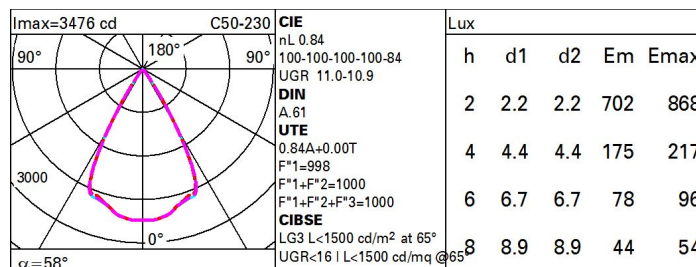 Imax=3476 cd C50-230
90° 180° 90°
3000
0°
α=58°
CIE
nL 0.84
100-100-100-100-84
UGR 11.0-10.9
DIN
A.61
UTE
0.84A+0.00T
F"1=998
F"1+F"2=1000
F"1+F"2+F"3=1000
CIBSE
LG3 L<1500 cd/m² at 65°
UGR<16 | L<1500 cd/mq @65°
Lux
h d1 d2 Em Emax
2 2.2 2.2 702 868
4 4.4 4.4 175 217
6 6.7 6.7 78 96
8 8.9 8.9 44 54